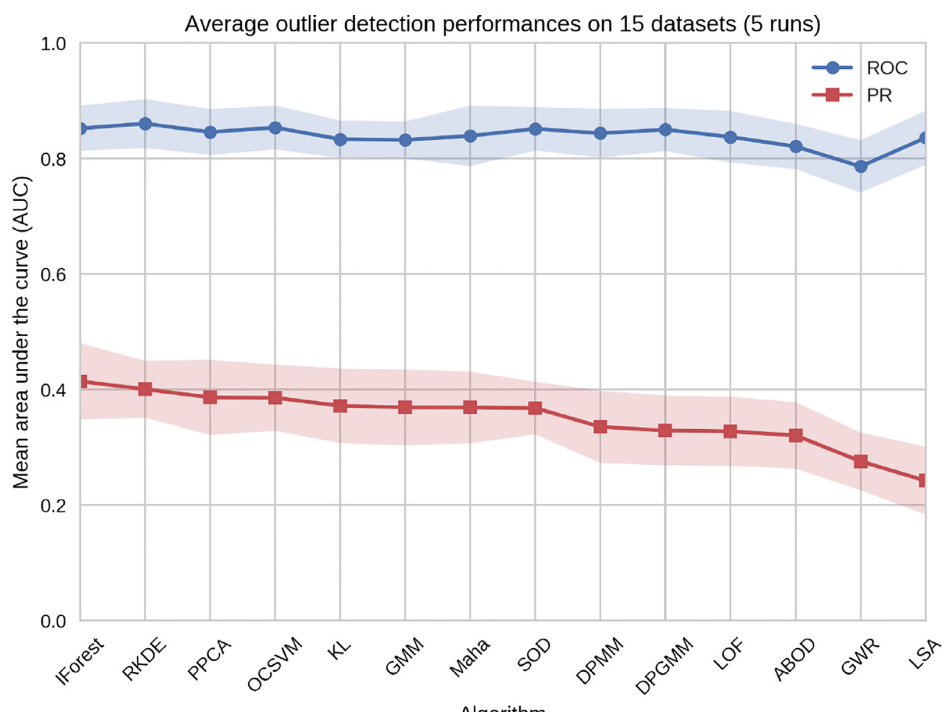 Average outlier detection performances on 15 datasets (5 runs)
ROC
PR
Mean area under the curve (AUC)
1.0
0.8
0.6
0.4
0.2
0.0
IForest
RKDE
PPCA
OCSVM
KL
GMM
Maha
SOD
DPMM
DPGMM
LOF
ABOD
GWR
LSA
Algorithm